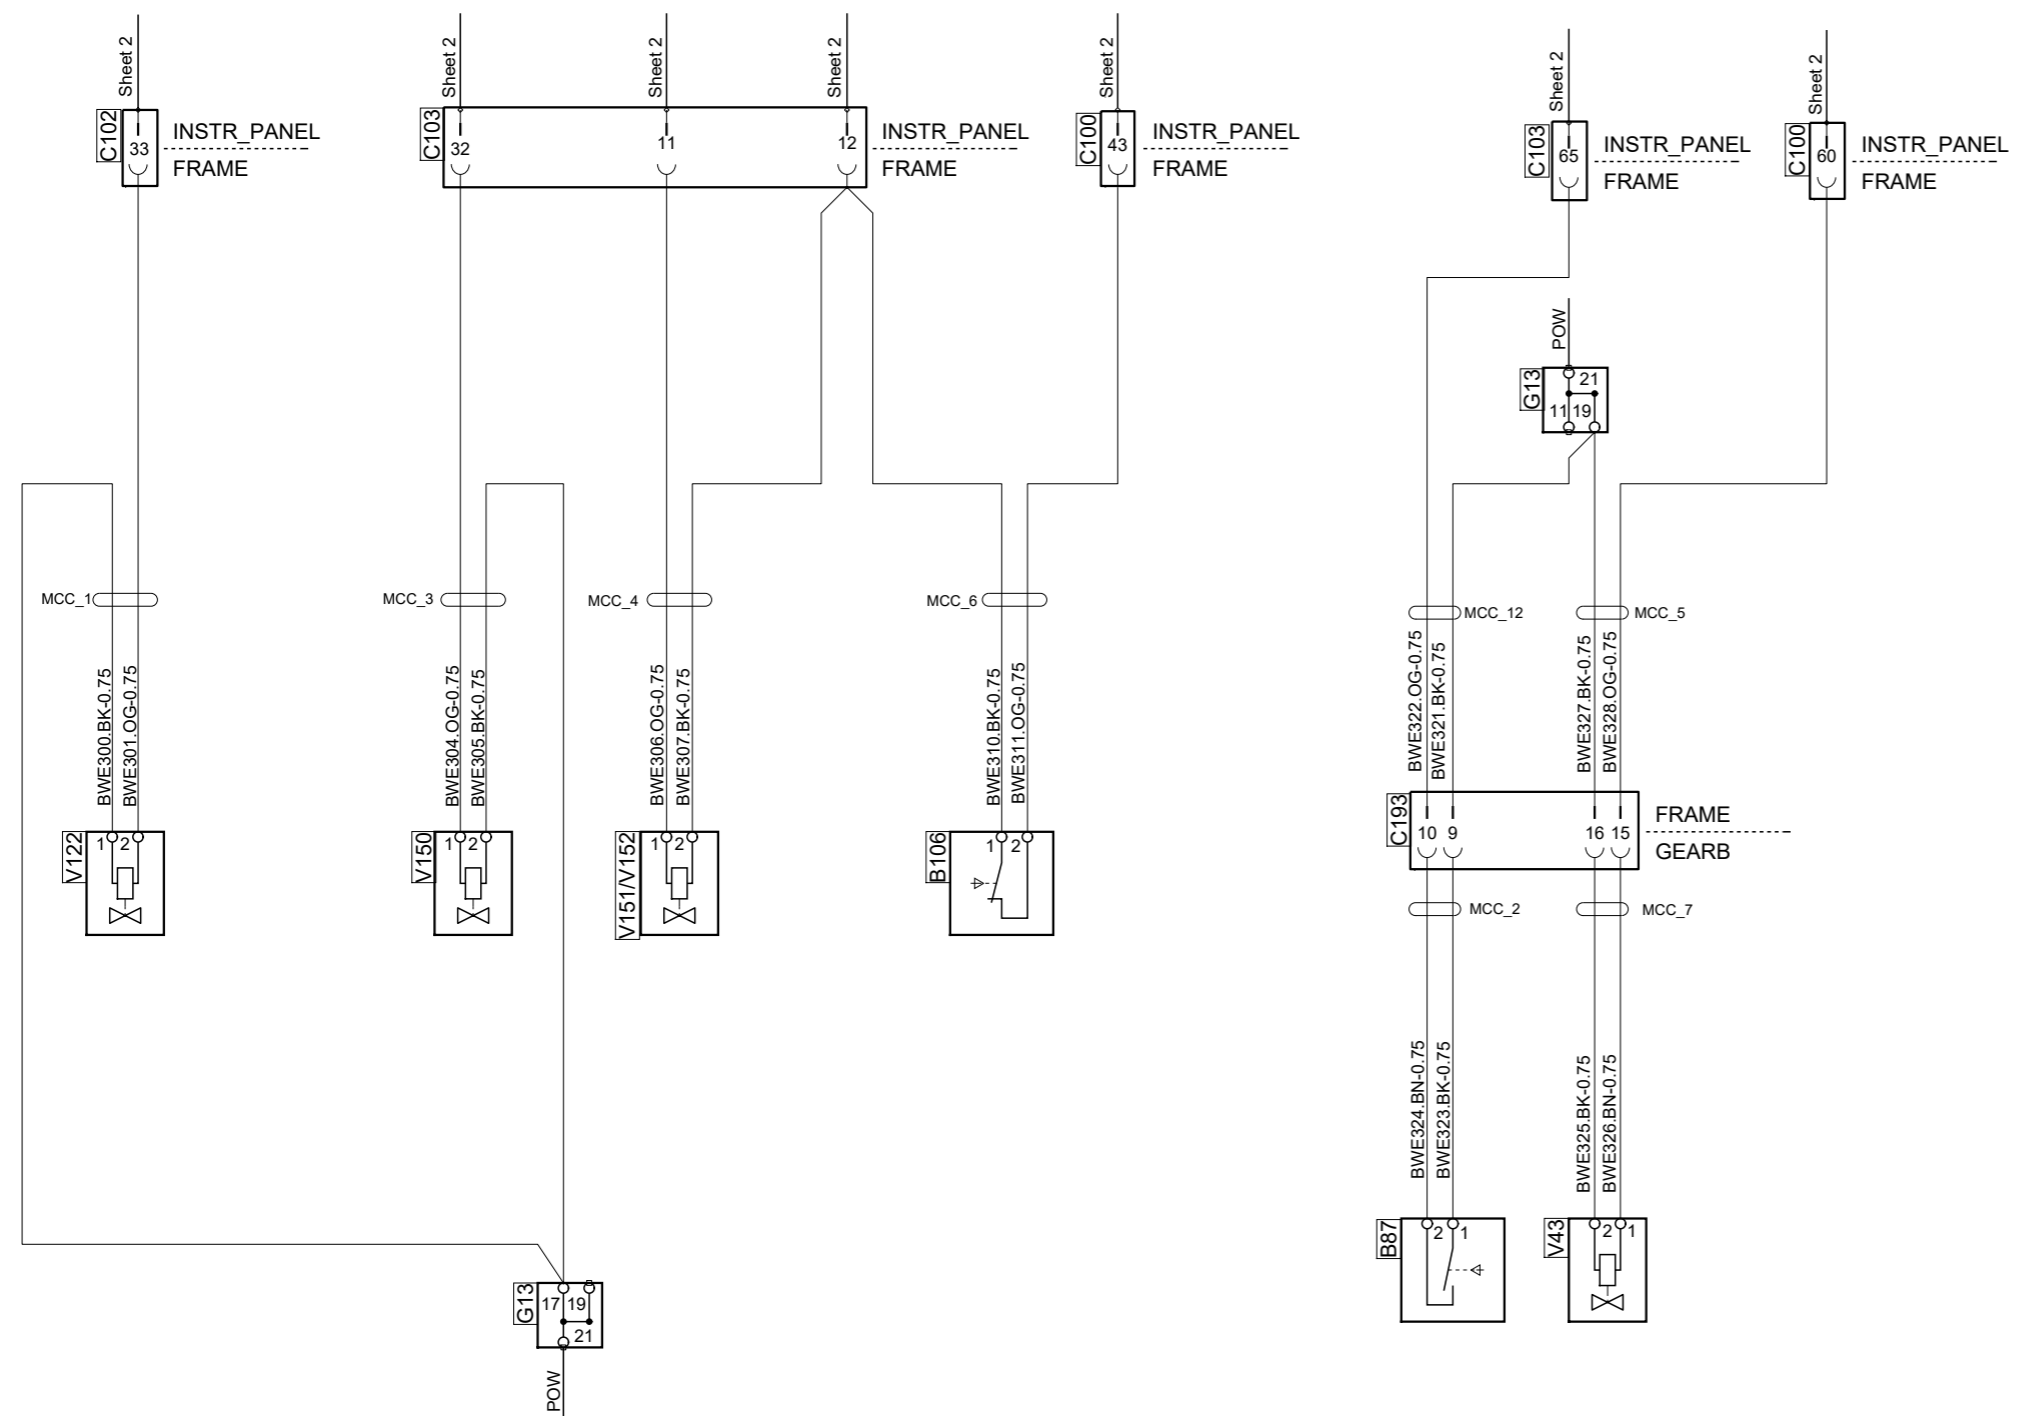 Sheet 2
Sheet 2
Sheet 2
Sheet 2
Sheet 2
Sheet 2
Sheet 2
C102
33
INSTR_PANEL
FRAME
C103
32
11
12
INSTR_PANEL
FRAME
C100
43
INSTR_PANEL
FRAME
C103
65
INSTR_PANEL
FRAME
C100
60
INSTR_PANEL
FRAME
POW
G13
21
11
19
MCC_1
MCC_3
MCC_4
MCC_6
MCC_12
MCC_5
BWE300.BK-0.75
BWE301.OG-0.75
BWE304.OG-0.75
BWE305.BK-0.75
BWE306.OG-0.75
BWE307.BK-0.75
BWE310.BK-0.75
BWE311.OG-0.75
BWE322.OG-0.75
BWE321.BK-0.75
BWE327.BK-0.75
BWE328.OG-0.75
V122
1
2
V150
1
2
V151/V152
1
2
B106
1
2
C193
10
9
16
15
FRAME
GEARB
MCC_2
MCC_7
BWE324.BN-0.75
BWE323.BK-0.75
BWE325.BK-0.75
BWE326.BN-0.75
B87
2
1
V43
2
1
G13
17
19
21
POW